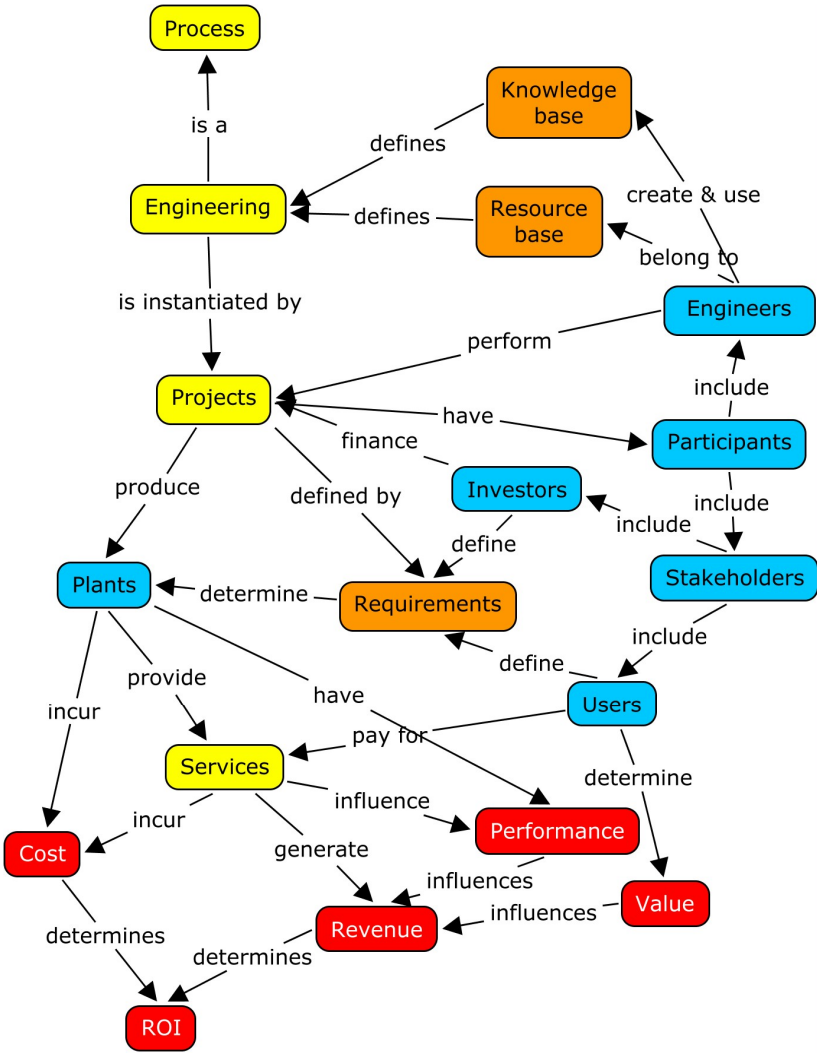 Process
is a
Knowledge
base
defines
Engineering
create & use
Resource
base
defines
belong to
is instantiated by
Engineers
perform
include
Projects
have
finance
Participants
produce
defined by
Investors
include
include
define
Plants
determine
Requirements
Stakeholders
include
define
provide
have
Users
incur
pay for
Services
determine
influence
incur
Performance
generate
Cost
influences
Value
influences
Revenue
determines
determines
ROI